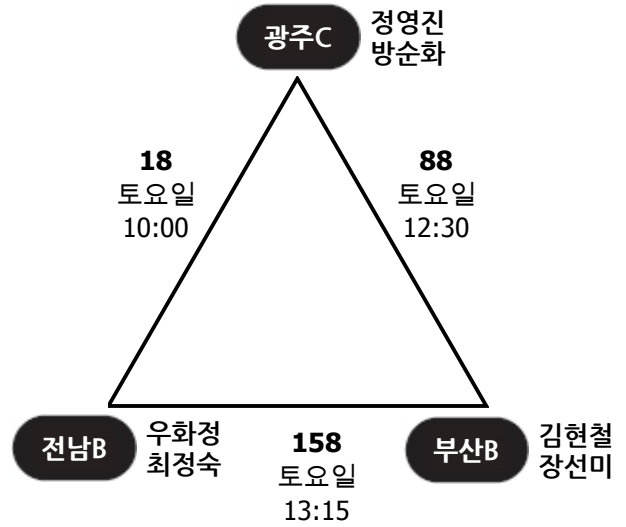 광주C
정영진
방순화
18
토요일
10:00
88
토요일
12:30
전남B
우화정
최정숙
158
토요일
13:15
부산B
김현철
장선미